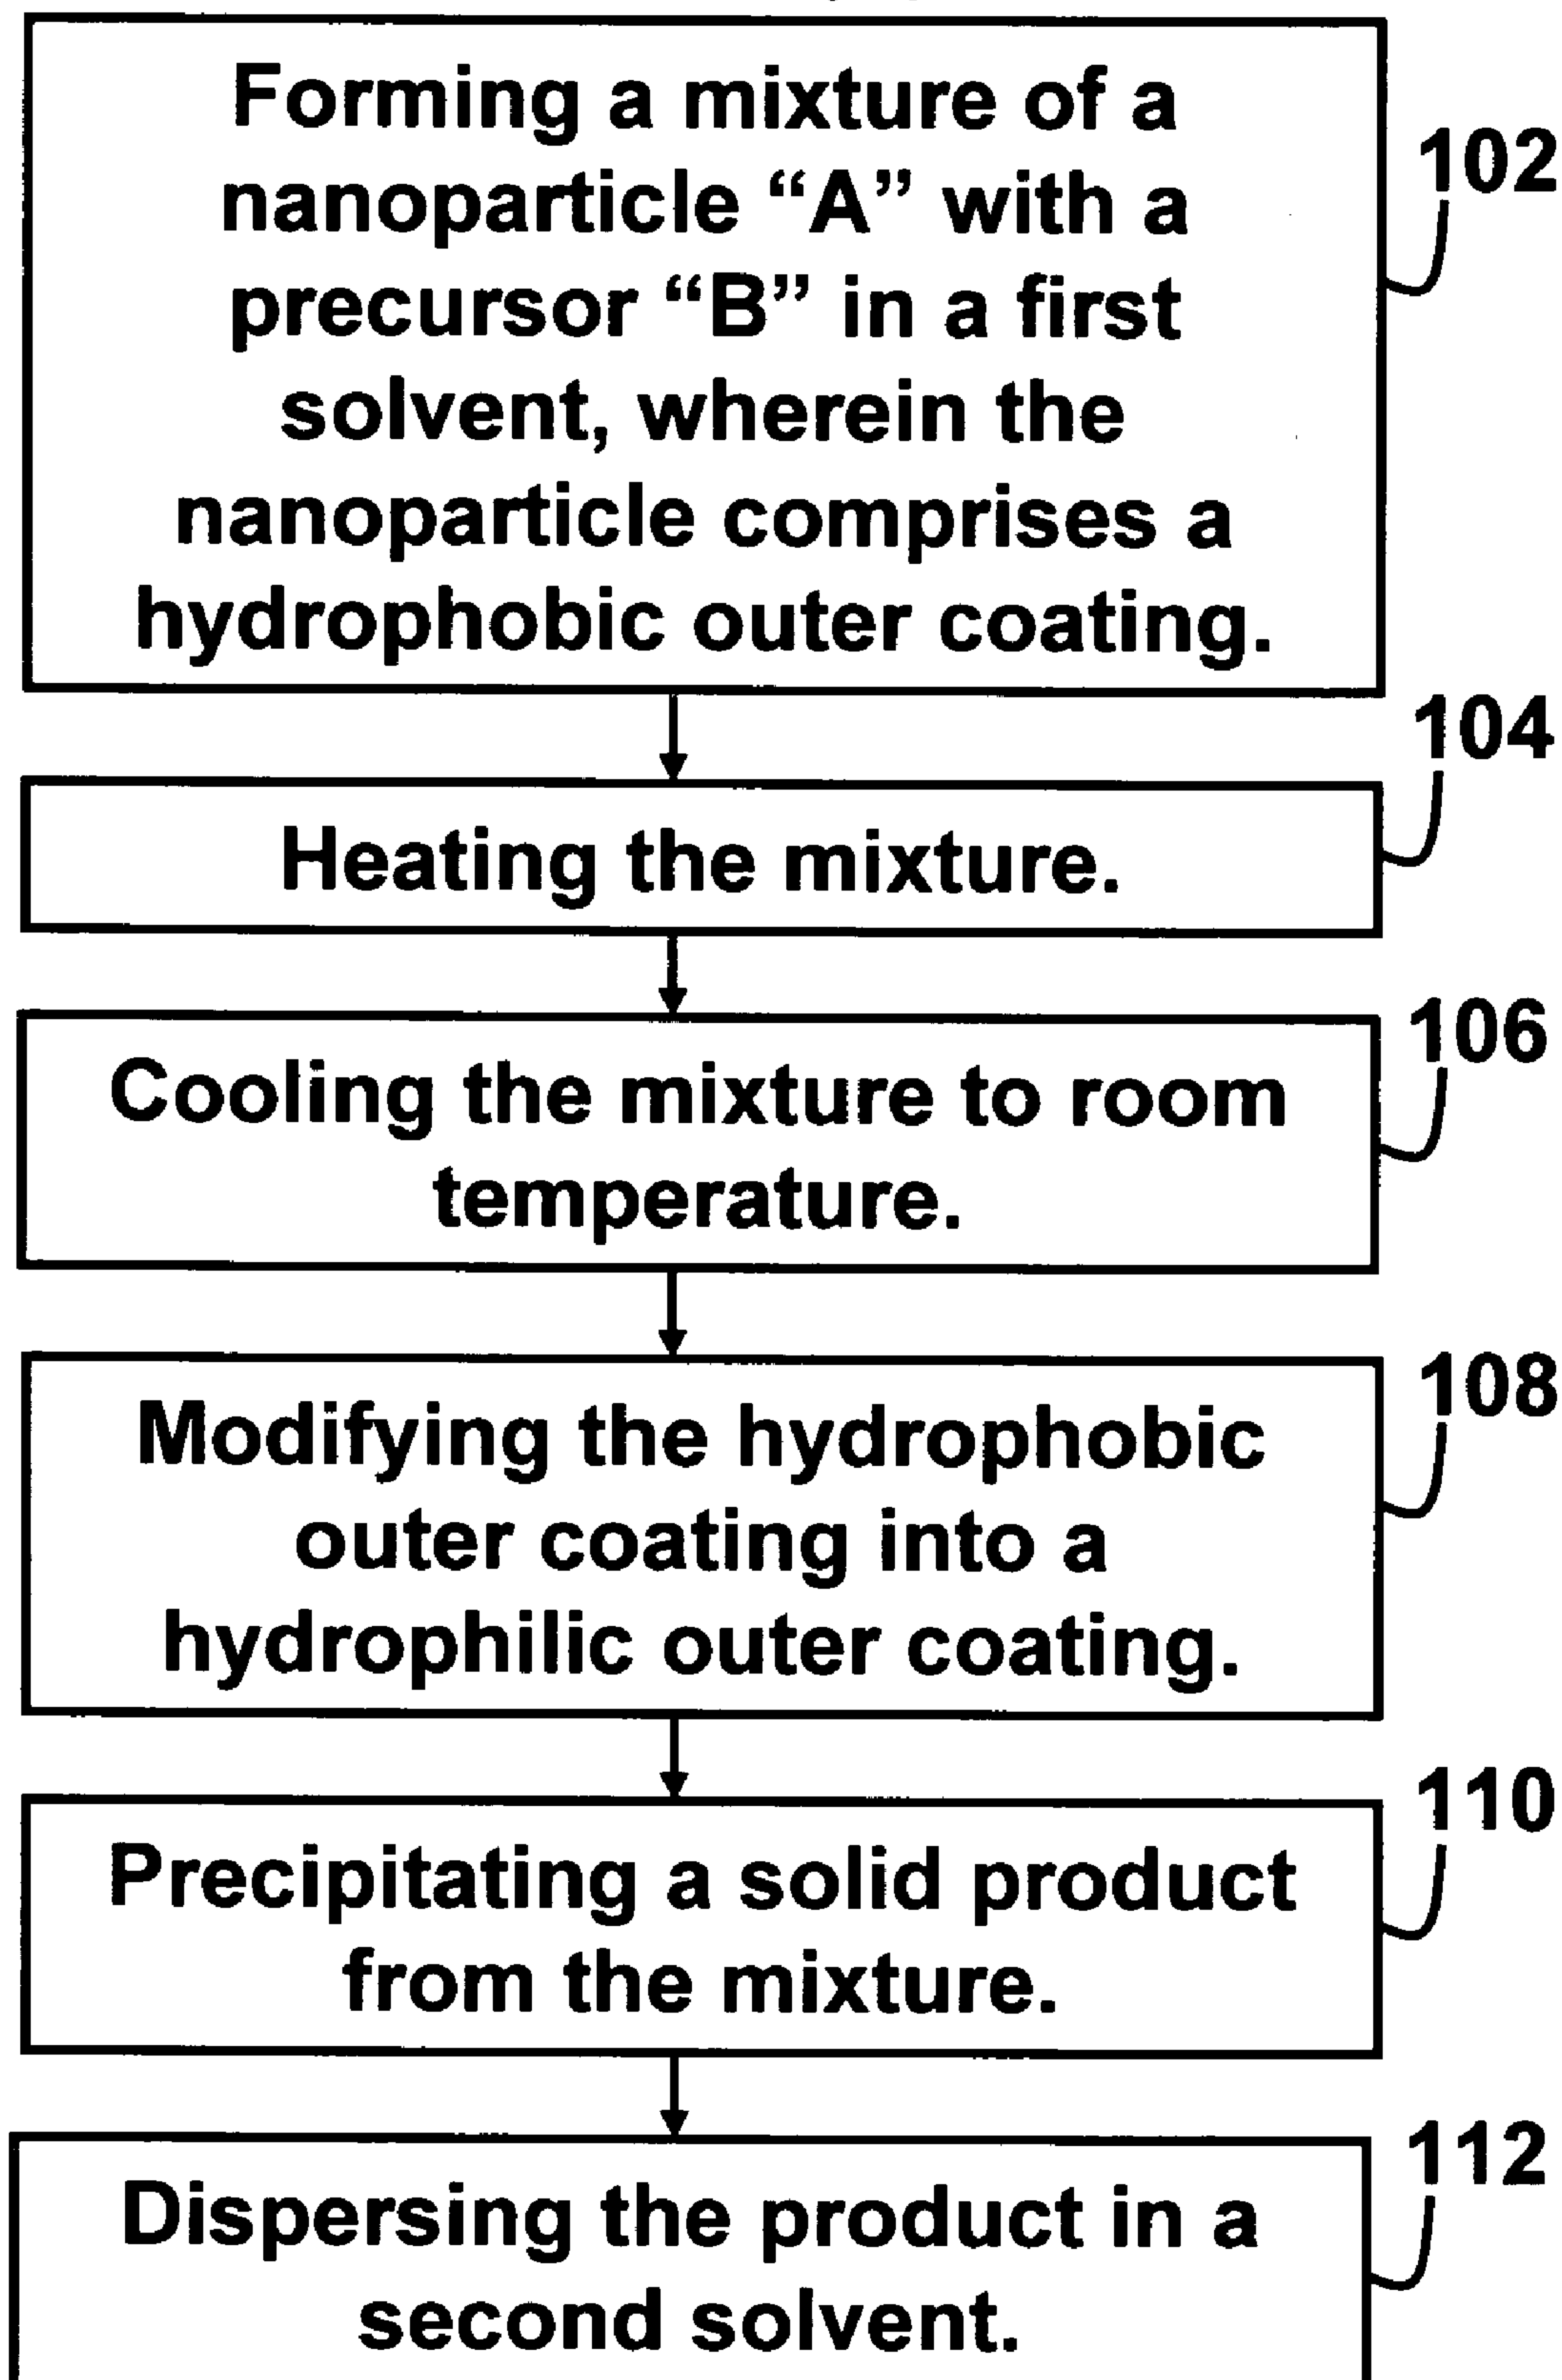 Forming a mixture of a
nanoparticle “A” with a
precursor “B” in a first
solvent, wherein the
nanoparticle comprises a
hydrophobic outer coating.
102
Heating the mixture.
104
Cooling the mixture to room
temperature.
106
Modifying the hydrophobic
outer coating into a
hydrophilic outer coating.
108
Precipitating a solid product
from the mixture.
110
Dispersing the product in a
second solvent.
112